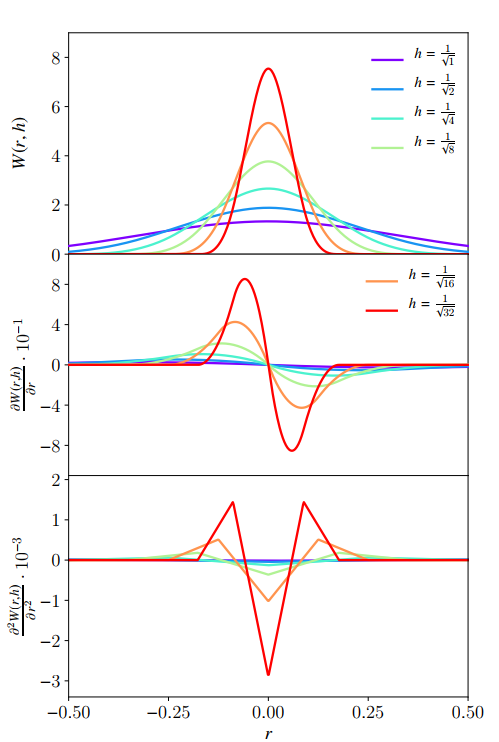 8
6
4
2
0
W(r, h)
h = 1/√1
h = 1/√2
h = 1/√4
h = 1/√8
8
4
0
−4
−8
∂W(r,h)/∂r · 10⁻¹
h = 1/√16
h = 1/√32
2
1
0
−1
−2
−3
∂²W(r,h)/∂r² · 10⁻³
−0.50 −0.25 0.00 0.25 0.50
r